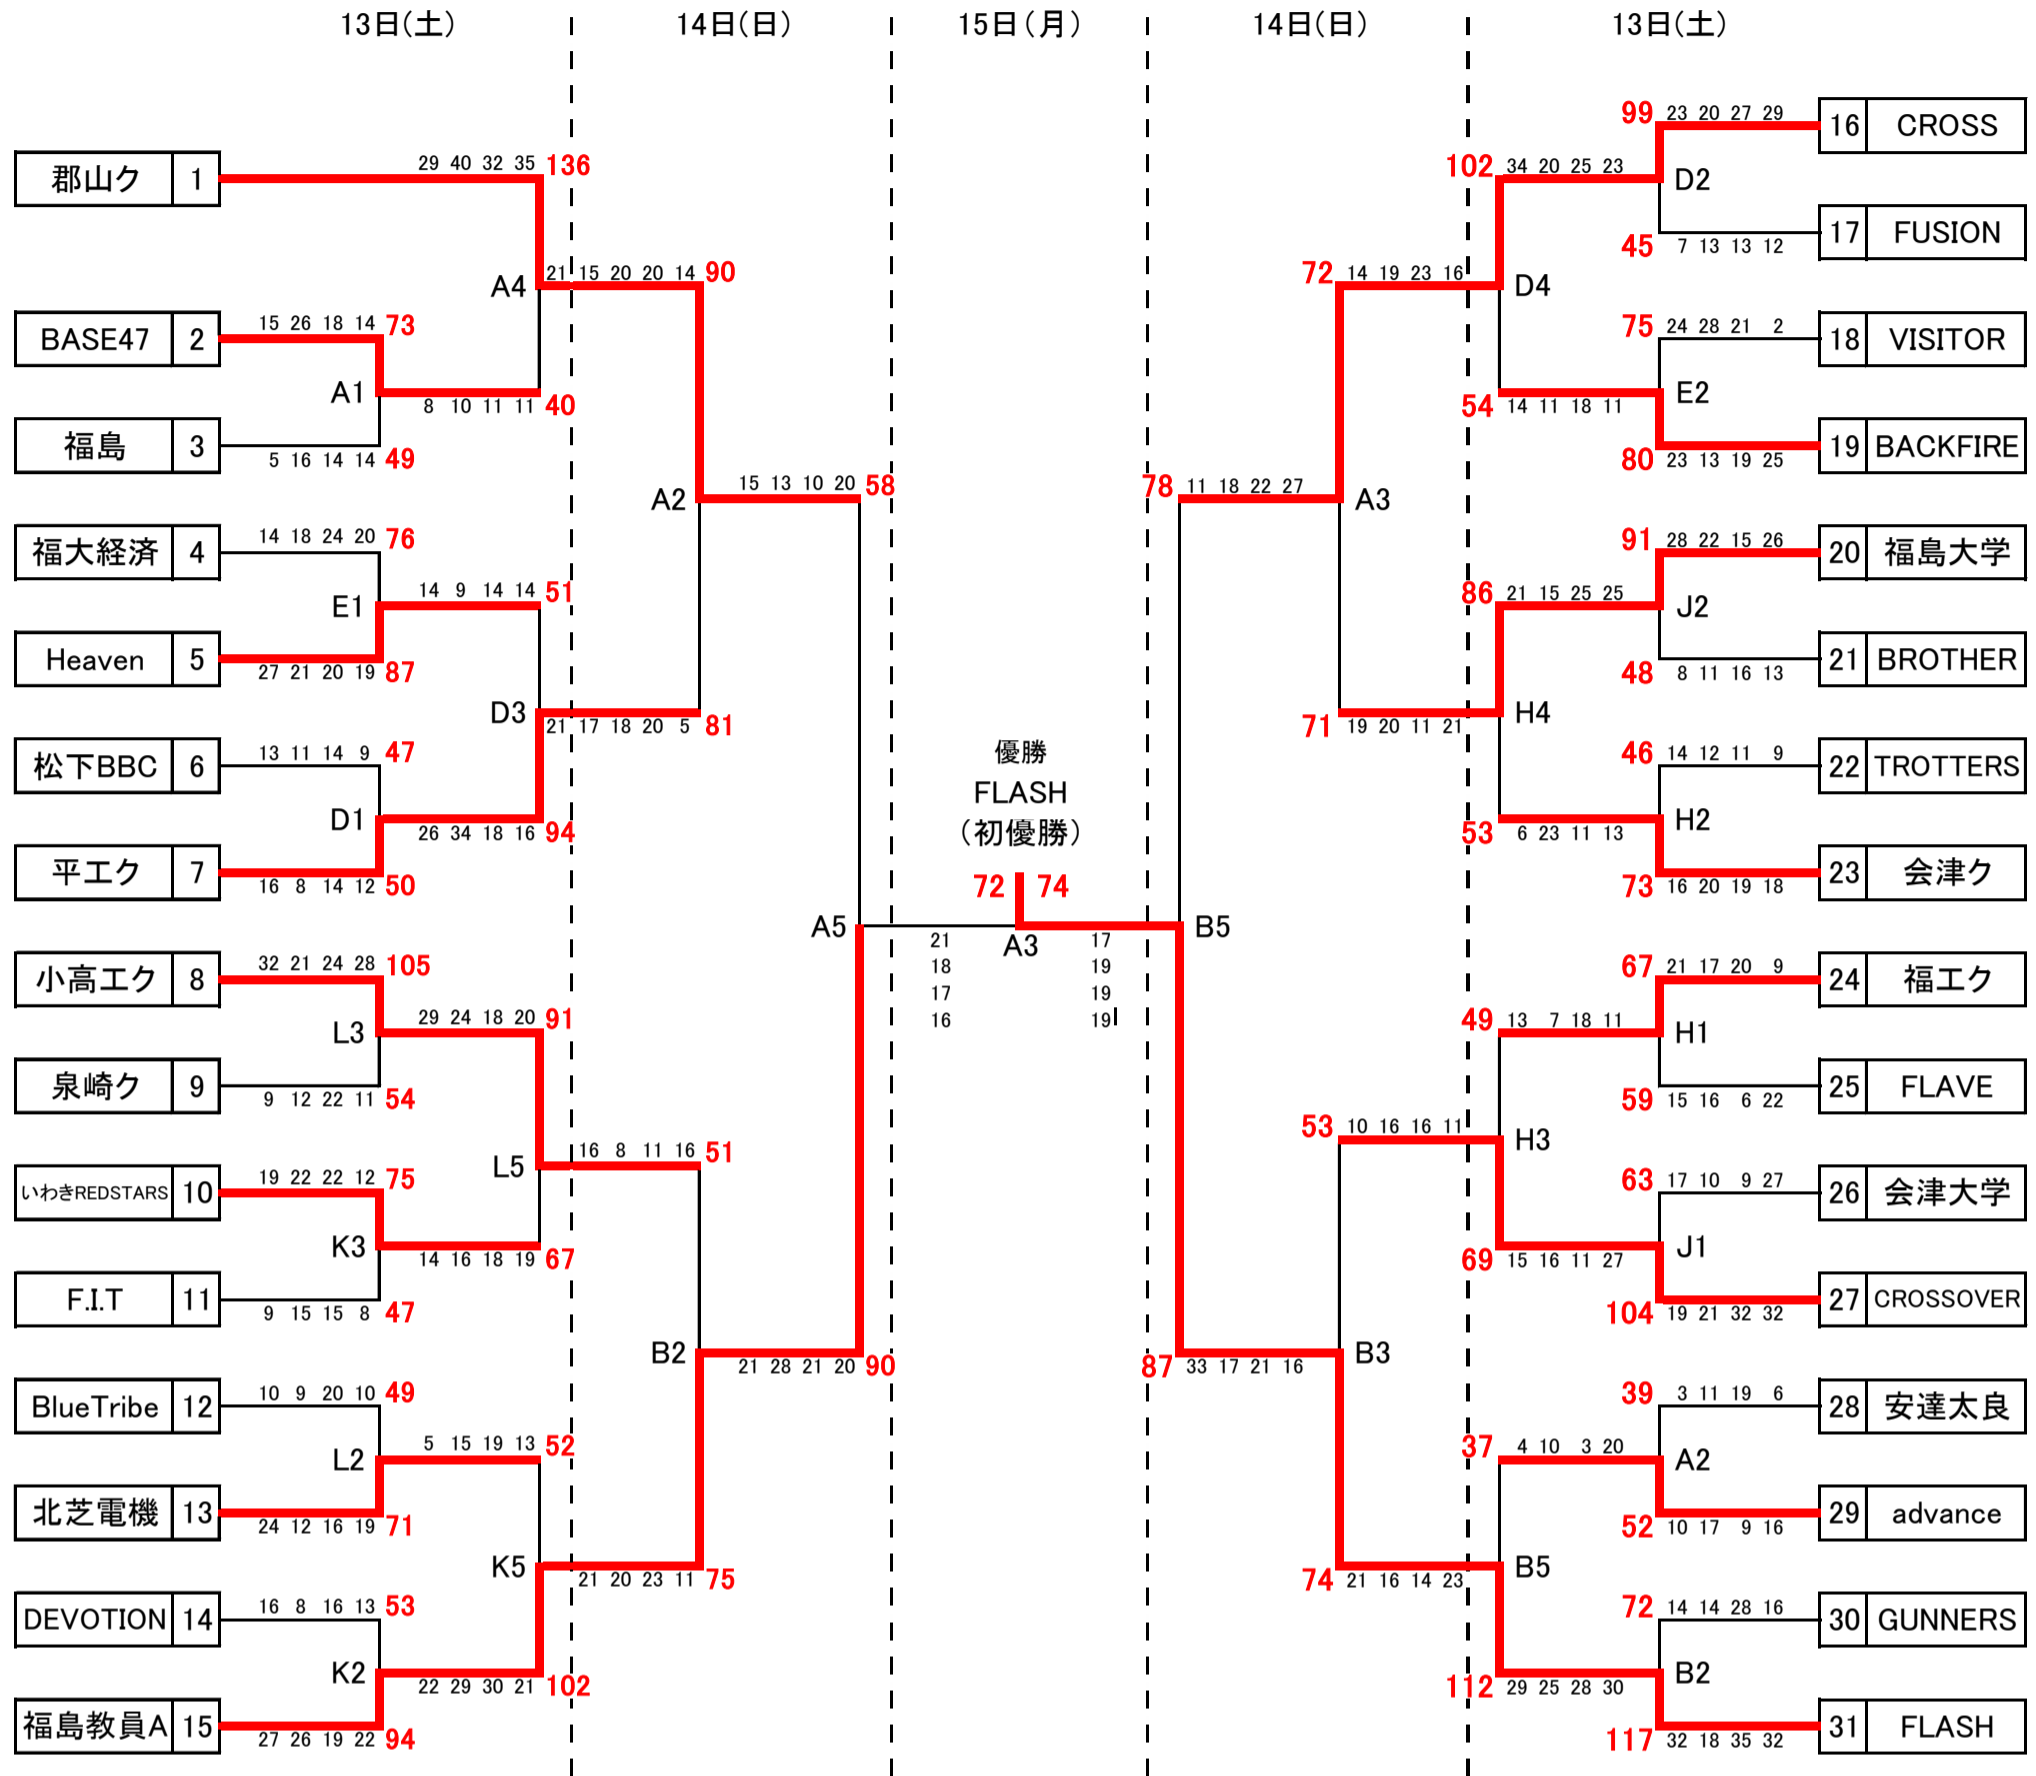 13日(土) 14日(日) 15日(月) 14日(日) 13日(土)
郡山ク 1
29 40 32 35 136
A4
21 15 20 20 14 90
BASE47 2
15 26 18 14 73
A1
8 10 11 11 40
福島 3
5 16 14 14 49
A2
15 13 10 20 58
福大経済 4
14 18 24 20 76
E1
14 9 14 14 51
Heaven 5
27 21 20 19 87
D3
21 17 18 20 5 81
松下BBC 6
13 11 14 9 47
D1
26 34 18 16 94
平エク 7
16 8 14 12 50
A5
小高エク 8
32 21 24 28 105
L3
29 24 18 20 91
泉崎ク 9
9 12 22 11 54
L5
16 8 11 16 51
いわきREDSTARS 10
19 22 22 12 75
K3
14 16 18 19 67
F.I.T 11
9 15 15 8 47
B2
21 28 21 20 90
BlueTribe 12
10 9 20 10 49
L2
5 15 19 13 52
北芝電機 13
24 12 16 19 71
K5
21 20 23 11 75
DEVOTION 14
16 8 16 13 53
K2
22 29 30 21 102
福島教員A 15
27 26 19 22 94
優勝
FLASH
(初優勝)
72 74
A3
21 17
18 19
17 19
16 19
99 23 20 27 29
16 CROSS
102 34 20 25 23
D2
45 7 13 13 12
17 FUSION
72 14 19 23 16
D4
75 24 28 21 2
18 VISITOR
54 14 11 18 11
E2
80 23 13 19 25
19 BACKFIRE
78 11 18 22 27
A3
91 28 22 15 26
20 福島大学
86 21 15 25 25
J2
48 8 11 16 13
21 BROTHER
71 19 20 11 21
H4
46 14 12 11 9
22 TROTTERS
53 6 23 11 13
H2
73 16 20 19 18
23 会津ク
B5
67 21 17 20 9
24 福エク
49 13 7 18 11
H1
59 15 16 6 22
25 FLAVE
53 10 16 16 11
H3
63 17 10 9 27
26 会津大学
69 15 16 11 27
J1
104 19 21 32 32
27 CROSSOVER
87 33 17 21 16
B3
39 3 11 19 6
28 安達太良
37 4 10 3 20
A2
52 10 17 9 16
29 advance
74 21 16 14 23
B5
72 14 14 28 16
30 GUNNERS
112 29 25 28 30
B2
117 32 18 35 32
31 FLASH